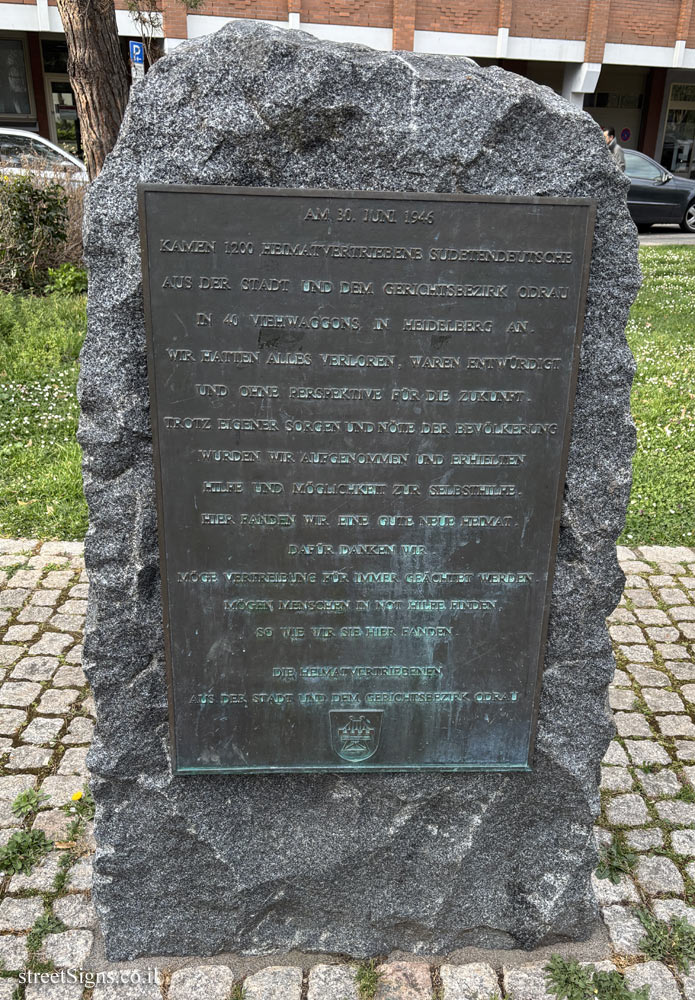 AM 30. JUNI 1946
KAMEN 1200 HEIMATVERTRIEBENE SUDETENDEUTSCHE
AUS DER STADT UND DEM GERICHTSBEZIRK ODRAU
IN 40 VIEHWAGGONS IN HEIDELBERG AN.
WIR HATTEN ALLES VERLOREN, WAREN ENTWÜRDIGT
UND OHNE PERSPEKTIVE FÜR DIE ZUKUNFT.
TROTZ EIGENER SORGEN UND NÖTE DER BEVÖLKERUNG
WURDEN WIR AUFGENOMMEN UND ERHIELTEN
HILFE UND MÖGLICHKEIT ZUR SELBSTHILFE.
HIER FANDEN WIR EINE GUTE NEUE HEIMAT.
DAFÜR DANKEN WIR.
MÖGE VERTREIBUNG FÜR IMMER GEÄCHTET WERDEN.
MÖGEN MENSCHEN IN NOT HILFE FINDEN,
SO WIE WIR SIE HIER FANDEN.
DIE HEIMATVERTRIEBENEN
AUS DER STADT UND DEM GERICHTSBEZIRK ODRAU
StreetSigns.co.il
P